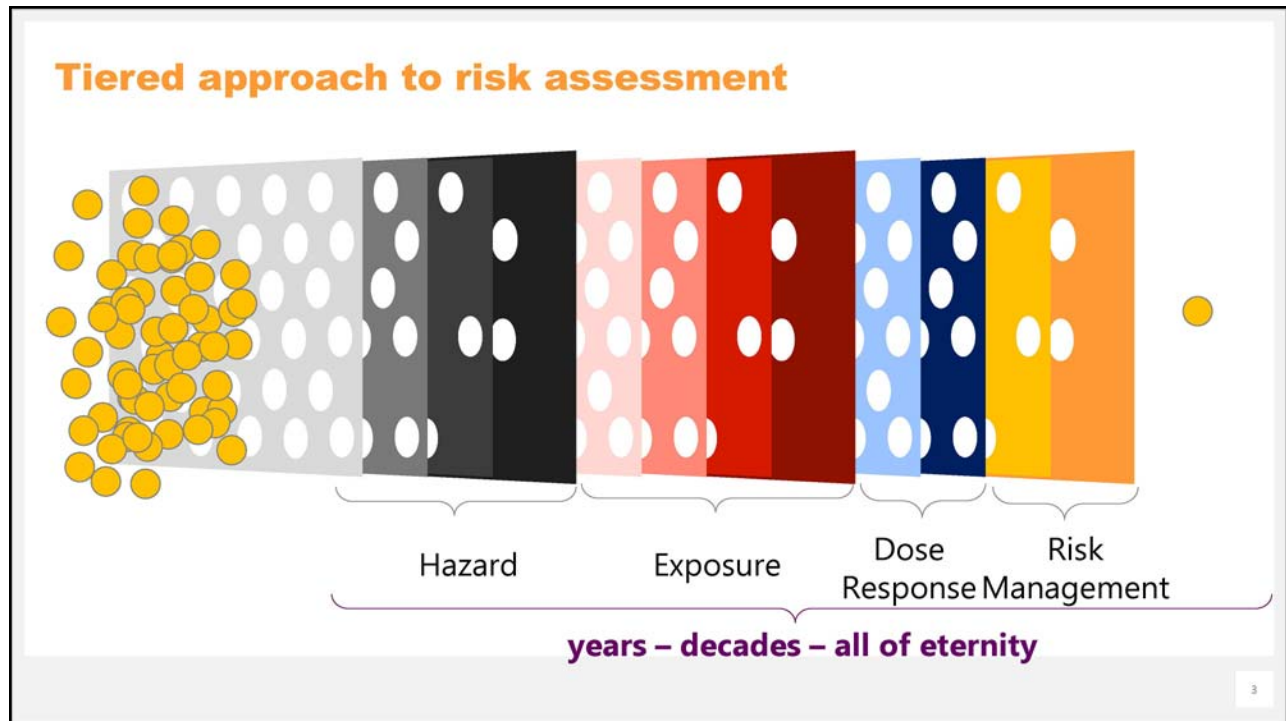 Tiered approach to risk assessment
Hazard
Exposure
Dose
Response
Risk
Management
years – decades – all of eternity
3